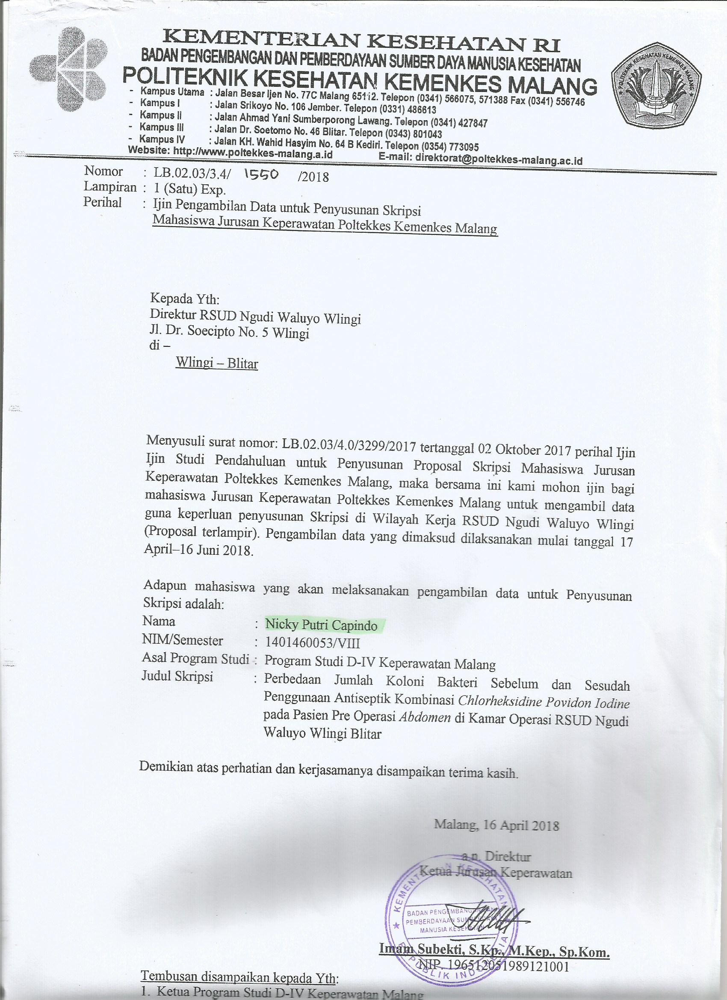 KEMENTERIAN KESEHATAN RI
BADAN PENGEMBANGAN DAN PEMBERDAYAAN SUMBER DAYA MANUSIA KESEHATAN
POLITEKNIK KESEHATAN KEMENKES MALANG
- Kampus Utama : Jalan Besar Ijen No. 77C Malang 65112. Telepon (0341) 566075, 571388 Fax (0341) 556746
- Kampus I : Jalan Srikoyo No. 106 Jember. Telepon (0331) 486613
- Kampus II : Jalan Ahmad Yani Sumberporong Lawang. Telepon (0341) 427847
- Kampus III : Jalan Dr. Soetomo No. 46 Blitar. Telepon (0343) 801043
- Kampus IV : Jalan KH. Wahid Hasyim No. 64 B Kediri. Telepon (0354) 773095
Website: http://www.poltekkes-malang.a.id E-mail: direktorat@poltekkes-malang.ac.id
POLITEKNIK KESEHATAN KEMENKES MALANG
Nomor : LB.02.03/3.4/ 1550 /2018
Lampiran : 1 (Satu) Exp.
Perihal : Ijin Pengambilan Data untuk Penyusunan Skripsi
Mahasiswa Jurusan Keperawatan Poltekkes Kemenkes Malang
Kepada Yth:
Direktur RSUD Ngudi Waluyo Wlingi
Jl. Dr. Soecipto No. 5 Wlingi
di –
Wlingi – Blitar
Menyusuli surat nomor: LB.02.03/4.0/3299/2017 tertanggal 02 Oktober 2017 perihal Ijin
Ijin Studi Pendahuluan untuk Penyusunan Proposal Skripsi Mahasiswa Jurusan
Keperawatan Poltekkes Kemenkes Malang, maka bersama ini kami mohon ijin bagi
mahasiswa Jurusan Keperawatan Poltekkes Kemenkes Malang untuk mengambil data
guna keperluan penyusunan Skripsi di Wilayah Kerja RSUD Ngudi Waluyo Wlingi
(Proposal terlampir). Pengambilan data yang dimaksud dilaksanakan mulai tanggal 17
April–16 Juni 2018.
Adapun mahasiswa yang akan melaksanakan pengambilan data untuk Penyusunan
Skripsi adalah:
Nama : Nicky Putri Capindo
NIM/Semester : 1401460053/VIII
Asal Program Studi : Program Studi D-IV Keperawatan Malang
Judul Skripsi : Perbedaan Jumlah Koloni Bakteri Sebelum dan Sesudah
Penggunaan Antiseptik Kombinasi Chlorheksidine Povidon Iodine
pada Pasien Pre Operasi Abdomen di Kamar Operasi RSUD Ngudi
Waluyo Wlingi Blitar
Demikian atas perhatian dan kerjasamanya disampaikan terima kasih.
Malang, 16 April 2018
a.n. Direktur
Ketua Jurusan Keperawatan
KEMENTERIAN KESEHATAN
BADAN PENGEMBANGAN DAN
PEMBERDAYAAN SUMBER DAYA
MANUSIA KESEHATAN
REPUBLIK INDONESIA
Imam Subekti, S.Kp., M.Kep., Sp.Kom.
NIP. 196512051989121001
Tembusan disampaikan kepada Yth:
1. Ketua Program Studi D-IV Keperawatan Malang